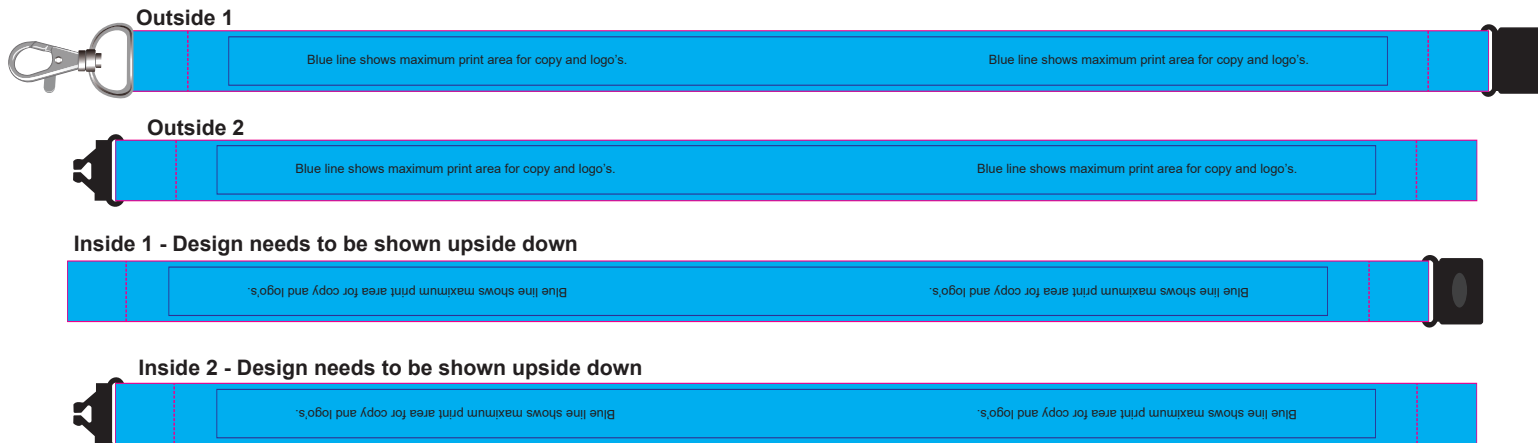 Outside 1
Blue line shows maximum print area for copy and logo's.
Blue line shows maximum print area for copy and logo's.
Outside 2
Blue line shows maximum print area for copy and logo's.
Blue line shows maximum print area for copy and logo's.
Inside 1 - Design needs to be shown upside down
Blue line shows maximum print area for copy and logo's.
Blue line shows maximum print area for copy and logo's.
Inside 2 - Design needs to be shown upside down
Blue line shows maximum print area for copy and logo's.
Blue line shows maximum print area for copy and logo's.